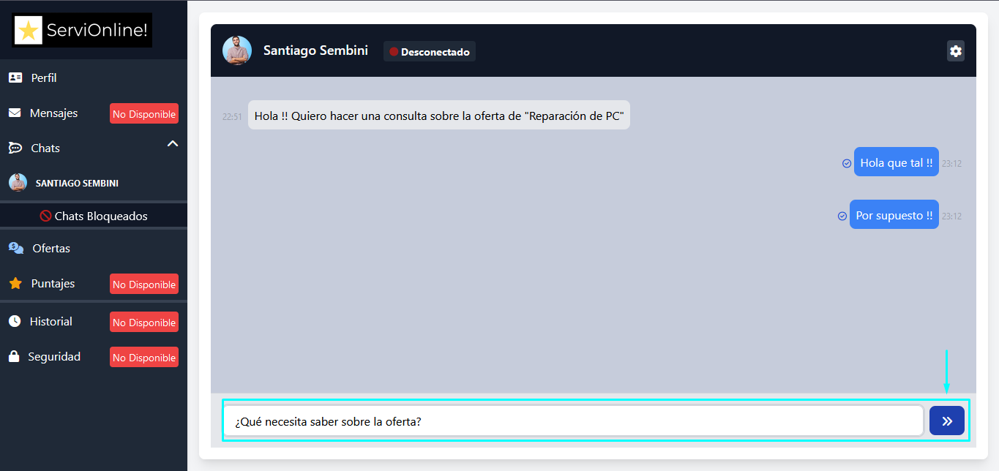 ServiOnline!
Perfil
Mensajes No Disponible
Chats
SANTIAGO SEMBINI
Chats Bloqueados
Ofertas
Puntajes No Disponible
Historial No Disponible
Seguridad No Disponible
Santiago Sembini Desconectado
22:51 Hola !! Quiero hacer una consulta sobre la oferta de "Reparación de PC"
Hola que tal !! 23:12
Por supuesto !! 23:12
¿Qué necesita saber sobre la oferta?